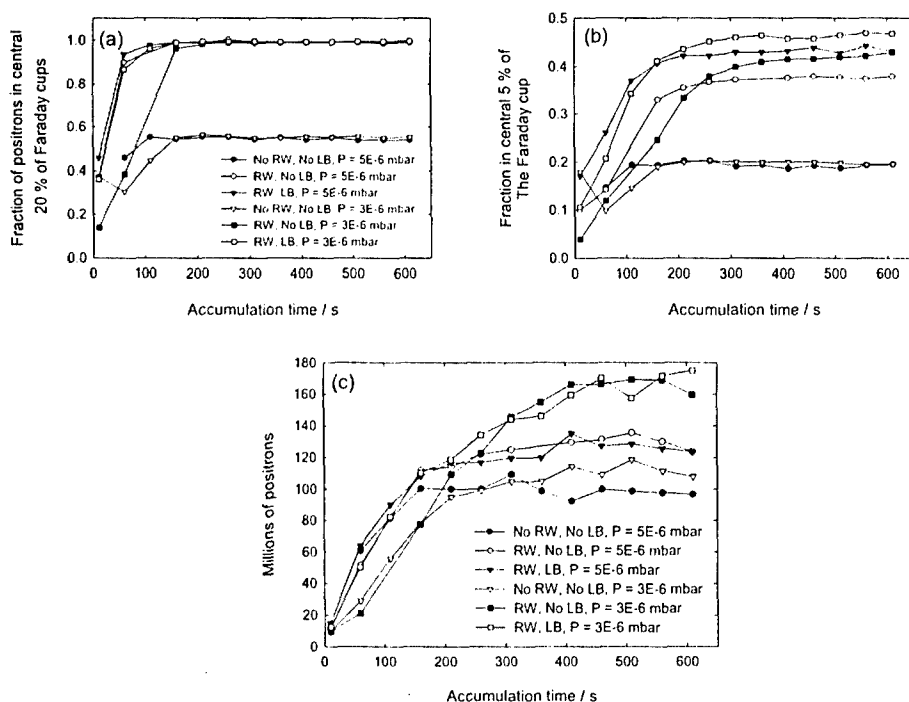 (a)
Fraction of positrons in central
20 % of Faraday cups
1.0
0.8
0.6
0.4
0.2
0.0
No RW, No LB, P = 5E-6 mbar
RW, No LB, P = 5E-6 mbar
RW, LB, P = 5E-6 mbar
No RW, No LB, P = 3E-6 mbar
RW, No LB, P = 3E-6 mbar
RW, LB, P = 3E-6 mbar
0 100 200 300 400 500 600
Accumulation time / s
(b)
Fraction in central 5 % of
The Faraday cup
0.5
0.4
0.3
0.2
0.1
0.0
0 100 200 300 400 500 600
Accumulation time / s
(c)
Millions of positrons
180
160
140
120
100
80
60
40
20
0
No RW, No LB, P = 5E-6 mbar
RW, No LB, P = 5E-6 mbar
RW, LB, P = 5E-6 mbar
No RW, No LB, P = 3E-6 mbar
RW, No LB, P = 3E-6 mbar
RW, LB, P = 3E-6 mbar
0 100 200 300 400 500 600
Accumulation time / s